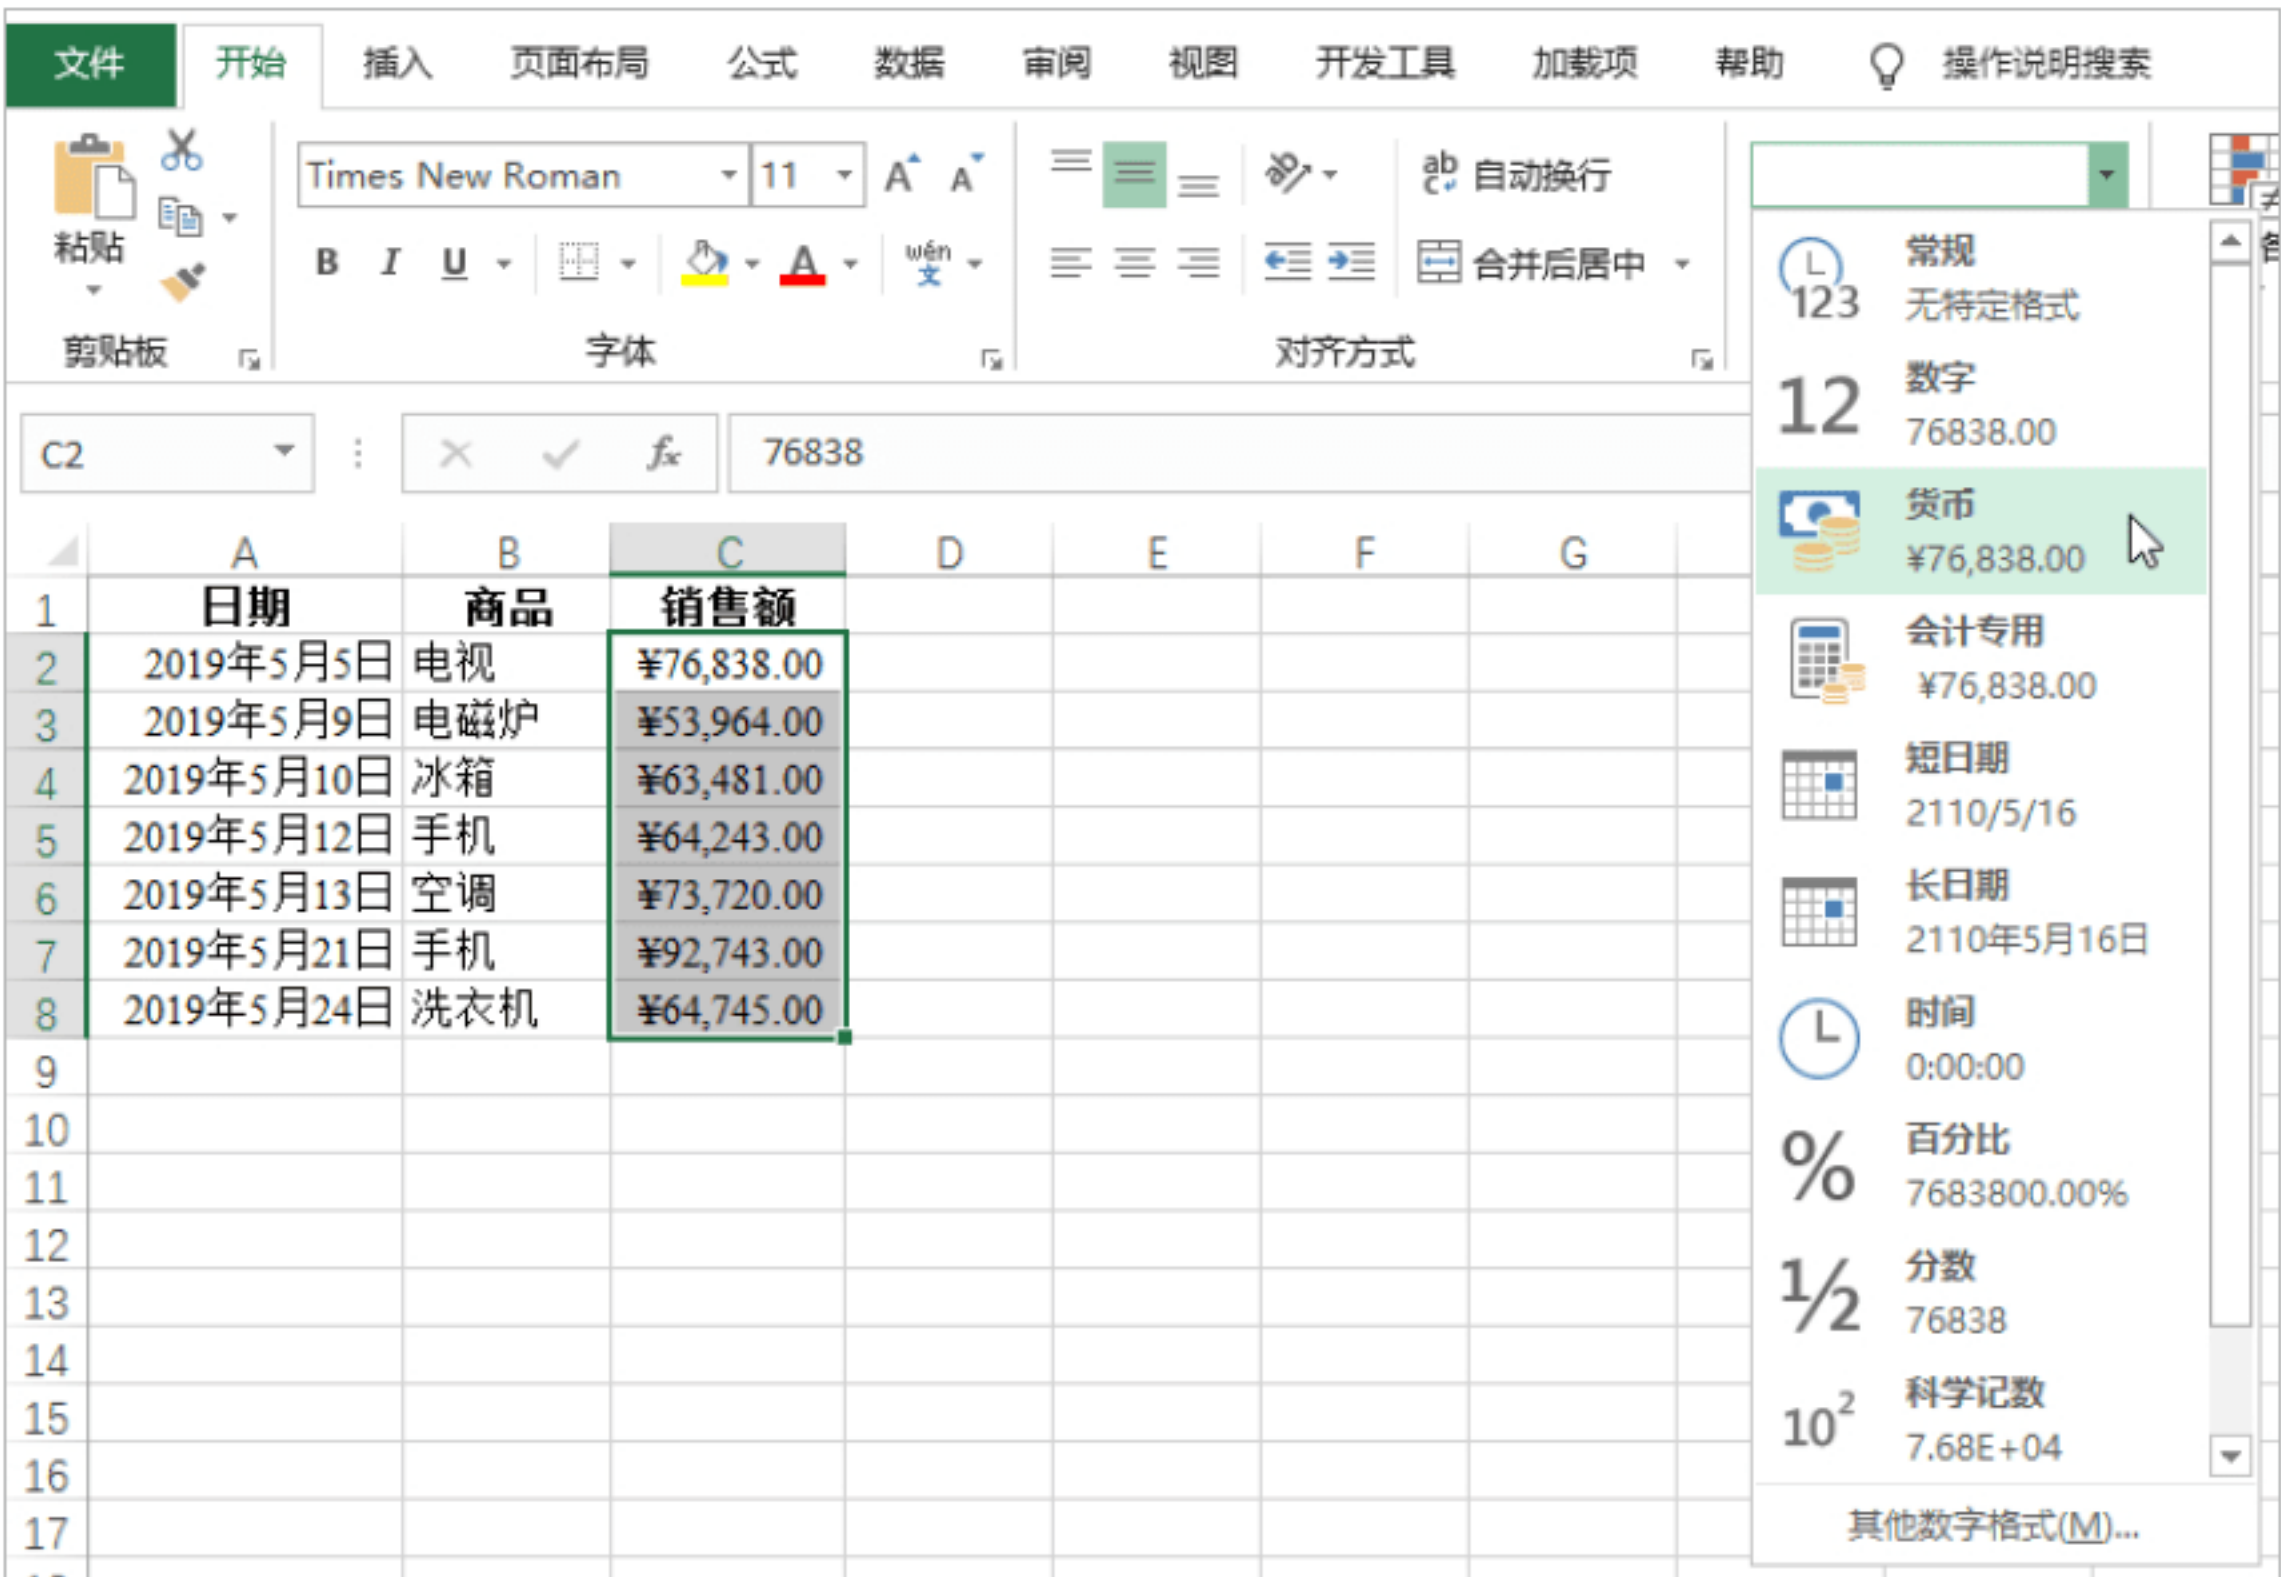 文件 开始 插入 页面布局 公式 数据 审阅 视图 开发工具 加载项 帮助 操作说明搜索
粘贴
Times New Roman 11 A A
ab 自动换行
B I U A wén 文
合并后居中
剪贴板 字体 对齐方式
C2 fx 76838
A B C D E F G
1 日期 商品 销售额
2 2019年5月5日 电视 ¥76,838.00
3 2019年5月9日 电磁炉 ¥53,964.00
4 2019年5月10日 冰箱 ¥63,481.00
5 2019年5月12日 手机 ¥64,243.00
6 2019年5月13日 空调 ¥73,720.00
7 2019年5月21日 手机 ¥92,743.00
8 2019年5月24日 洗衣机 ¥64,745.00
9
10
11
12
13
14
15
16
17
123 常规
无特定格式
12 数字
76838.00
货币
¥76,838.00
会计专用
¥76,838.00
短日期
2110/5/16
长日期
2110年5月16日
时间
0:00:00
% 百分比
7683800.00%
½ 分数
76838
10² 科学记数
7.68E+04
其他数字格式(M)...